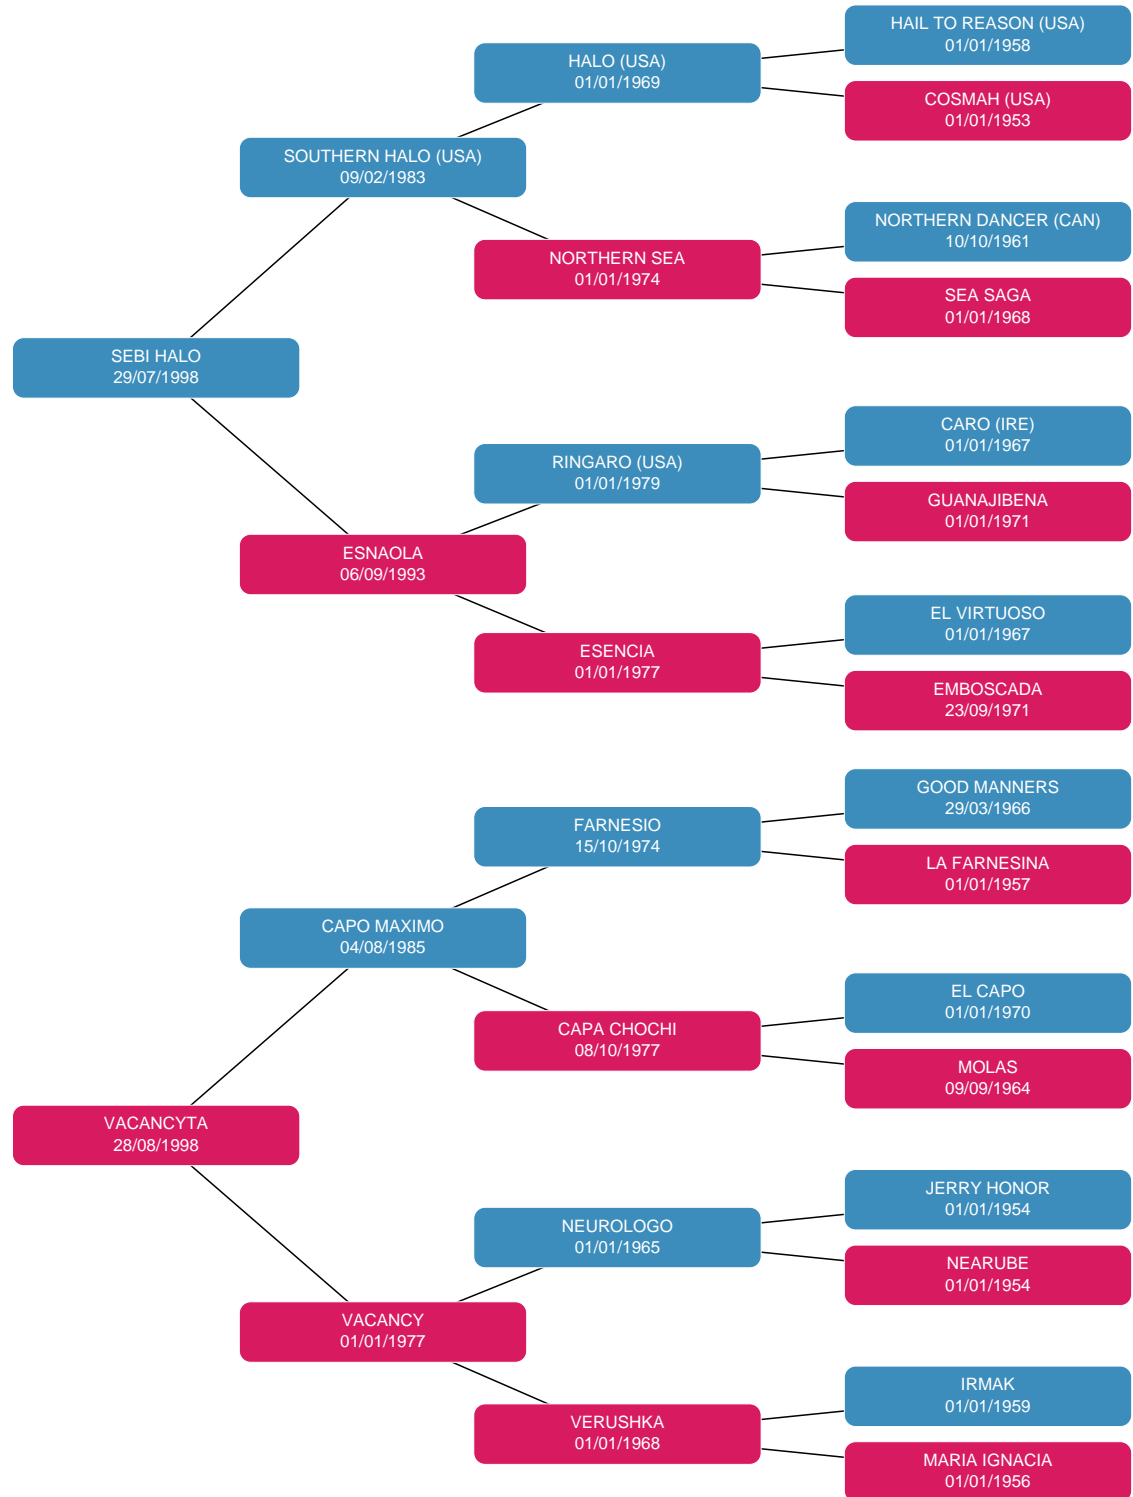 HAIL TO REASON (USA)
01/01/1958
HALO (USA)
01/01/1969
COSMAH (USA)
01/01/1953
SOUTHERN HALO (USA)
09/02/1983
NORTHERN DANCER (CAN)
10/10/1961
NORTHERN SEA
01/01/1974
SEA SAGA
01/01/1968
SEBI HALO
29/07/1998
CARO (IRE)
01/01/1967
RINGARO (USA)
01/01/1979
GUANAJIBENA
01/01/1971
ESNAOLA
06/09/1993
EL VIRTUOSO
01/01/1967
ESENCIA
01/01/1977
EMBOSCADA
23/09/1971
GOOD MANNERS
29/03/1966
FARNESIO
15/10/1974
LA FARNESINA
01/01/1957
CAPO MAXIMO
04/08/1985
EL CAPO
01/01/1970
CAPA CHOCHI
08/10/1977
MOLAS
09/09/1964
VACANCYTA
28/08/1998
JERRY HONOR
01/01/1954
NEUROLOGO
01/01/1965
NEARUBE
01/01/1954
VACANCY
01/01/1977
IRMAK
01/01/1959
VERUSHKA
01/01/1968
MARIA IGNACIA
01/01/1956